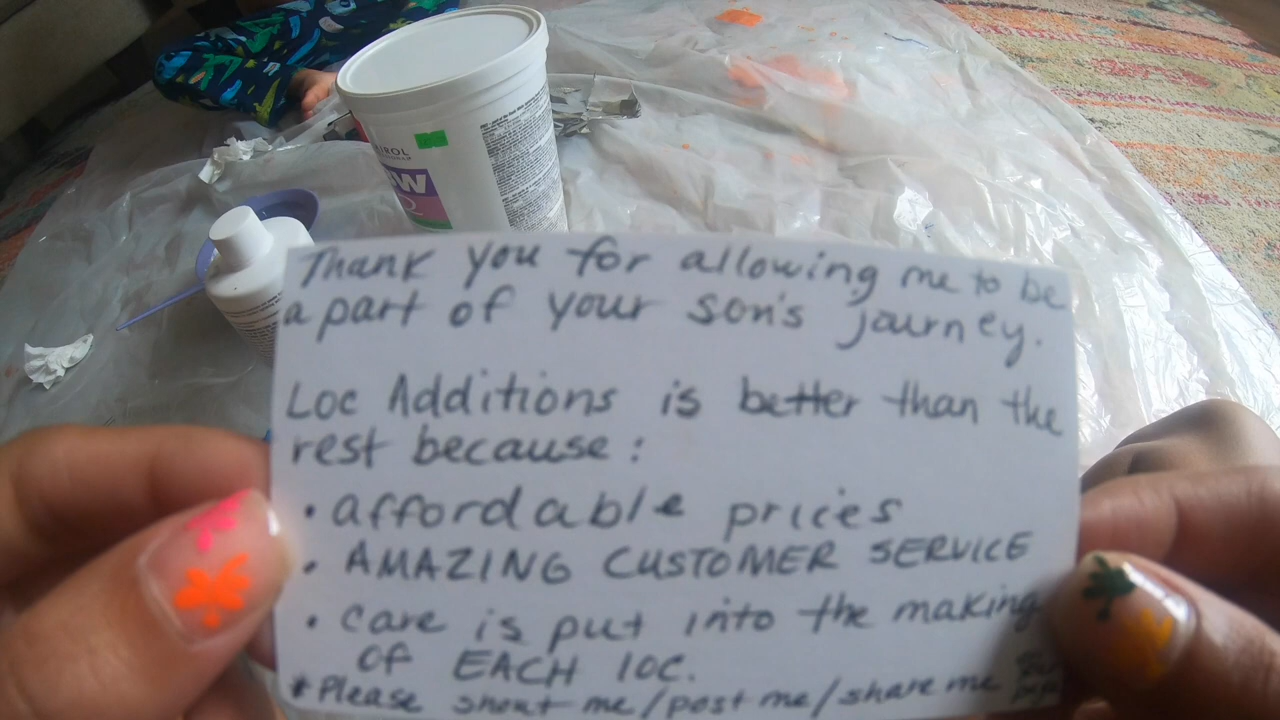 IROL
W
Thank you for allowing me to be
a part of your son's journey.
Loc Additions is better than the
rest because:
• affordable prices
• AMAZING CUSTOMER SERVICE
• care is put into the making
of EACH loc.
*Please shout me/post me/share me